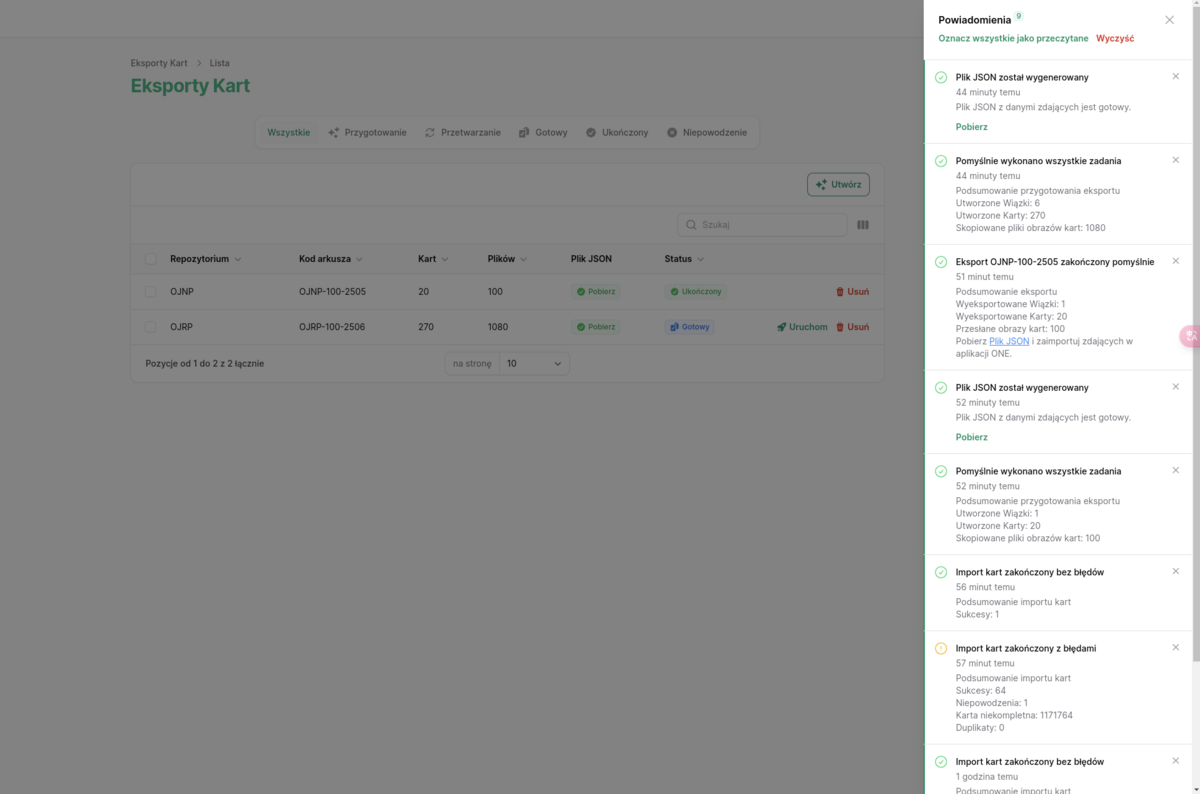 Eksporty Kart > Lista
Eksporty Kart
Wszystkie Przygotowanie Przetwarzanie Gotowy Ukończony Niepowodzenie
Utwórz
Szukaj
Repozytorium Kod arkusza Kart Plików Plik JSON Status
OJNP OJNP-100-2505 20 100 Pobierz Ukończony Usuń
OJRP OJRP-100-2506 270 1080 Pobierz Gotowy Uruchom Usuń
Pozycje od 1 do 2 z 2 łącznie na stronę 10
Powiadomienia 9
Oznacz wszystkie jako przeczytane Wyczyść
Plik JSON został wygenerowany
44 minuty temu
Plik JSON z danymi zdających jest gotowy.
Pobierz
Pomyślnie wykonano wszystkie zadania
44 minuty temu
Podsumowanie przygotowania eksportu
Utworzone Wiązki: 6
Utworzone Karty: 270
Skopiowane pliki obrazów kart: 1080
Eksport OJNP-100-2505 zakończony pomyślnie
51 minut temu
Podsumowanie eksportu
Wyeksportowane Wiązki: 1
Wyeksportowane Karty: 20
Przesłane obrazy kart: 100
Pobierz Plik JSON i zaimportuj zdających w
aplikacji ONE.
Plik JSON został wygenerowany
52 minuty temu
Plik JSON z danymi zdających jest gotowy.
Pobierz
Pomyślnie wykonano wszystkie zadania
52 minuty temu
Podsumowanie przygotowania eksportu
Utworzone Wiązki: 1
Utworzone Karty: 20
Skopiowane pliki obrazów kart: 100
Import kart zakończony bez błędów
56 minut temu
Podsumowanie importu kart
Sukcesy: 1
Import kart zakończony z błędami
57 minut temu
Podsumowanie importu kart
Sukcesy: 64
Niepowodzenia: 1
Karta niekompletna: 1171764
Duplikaty: 0
Import kart zakończony bez błędów
1 godzina temu
Podsumowanie importu kart